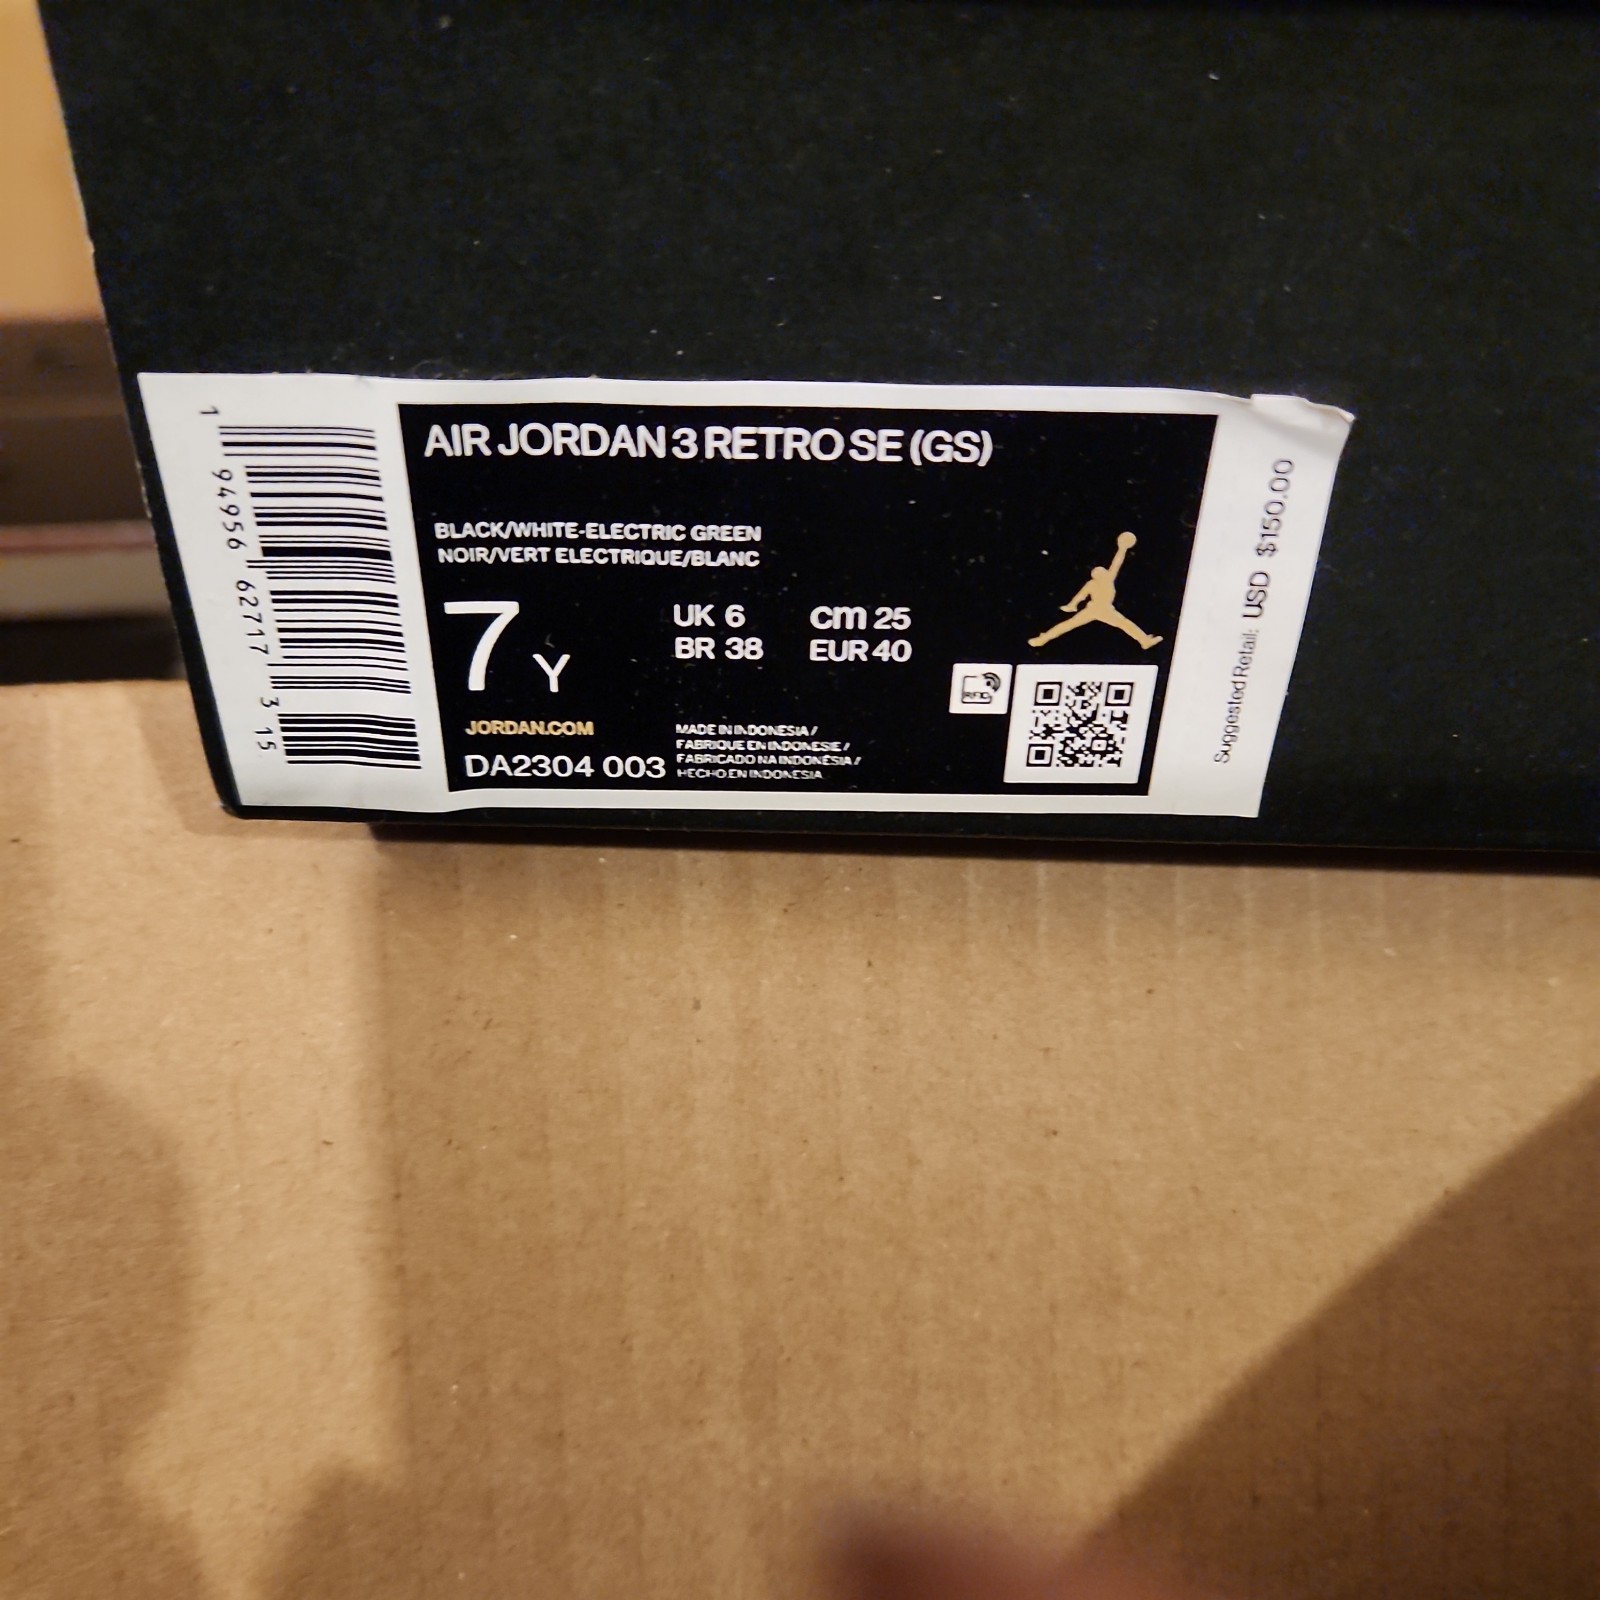 AIR JORDAN 3 RETRO SE (GS)
BLACK/WHITE-ELECTRIC GREEN
NOIR/VERT ELECTRIQUE/BLANC
7 Y
UK 6 cm 25
BR 38 EUR 40
JORDAN.COM
DA2304 003
MADE IN INDONESIA /
FABRIQUE EN INDONESIE /
FABRICADO NA INDONÉSIA /
HECHO EN INDONESIA
RFID
1 94956 62717 3 15
Suggested Retail: USD $150.00